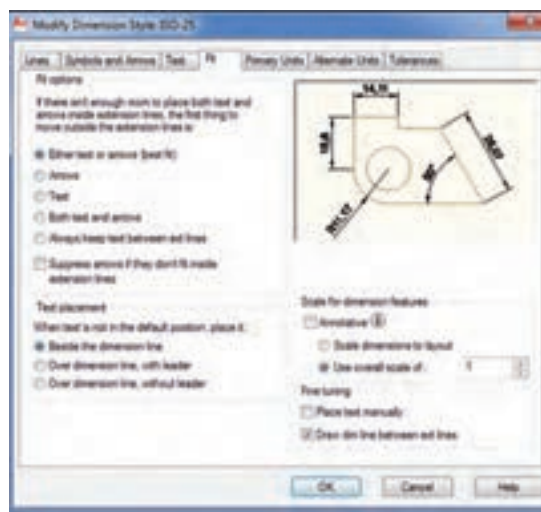 Modify Dimension Style: ISO-25
Lines
Symbols and Arrows
Text
Fit
Primary Units
Alternate Units
Tolerances
Fit options
If there isn't enough room to place both text and
arrows inside extension lines, the first thing to
move outside the extension lines is:
Either text or arrows (best fit)
Arrows
Text
Both text and arrows
Always keep text between ext lines
Suppress arrows if they don't fit inside
extension lines
Text placement
When text is not in the default position, place it:
Beside the dimension line
Over dimension line, with leader
Over dimension line, without leader
14,11
60°
R11,17
Scale for dimension features
Annotative
Scale dimensions to layout
Use overall scale of:
1
Fine tuning
Place text manually
Draw dim line between ext lines
OK
Cancel
Help